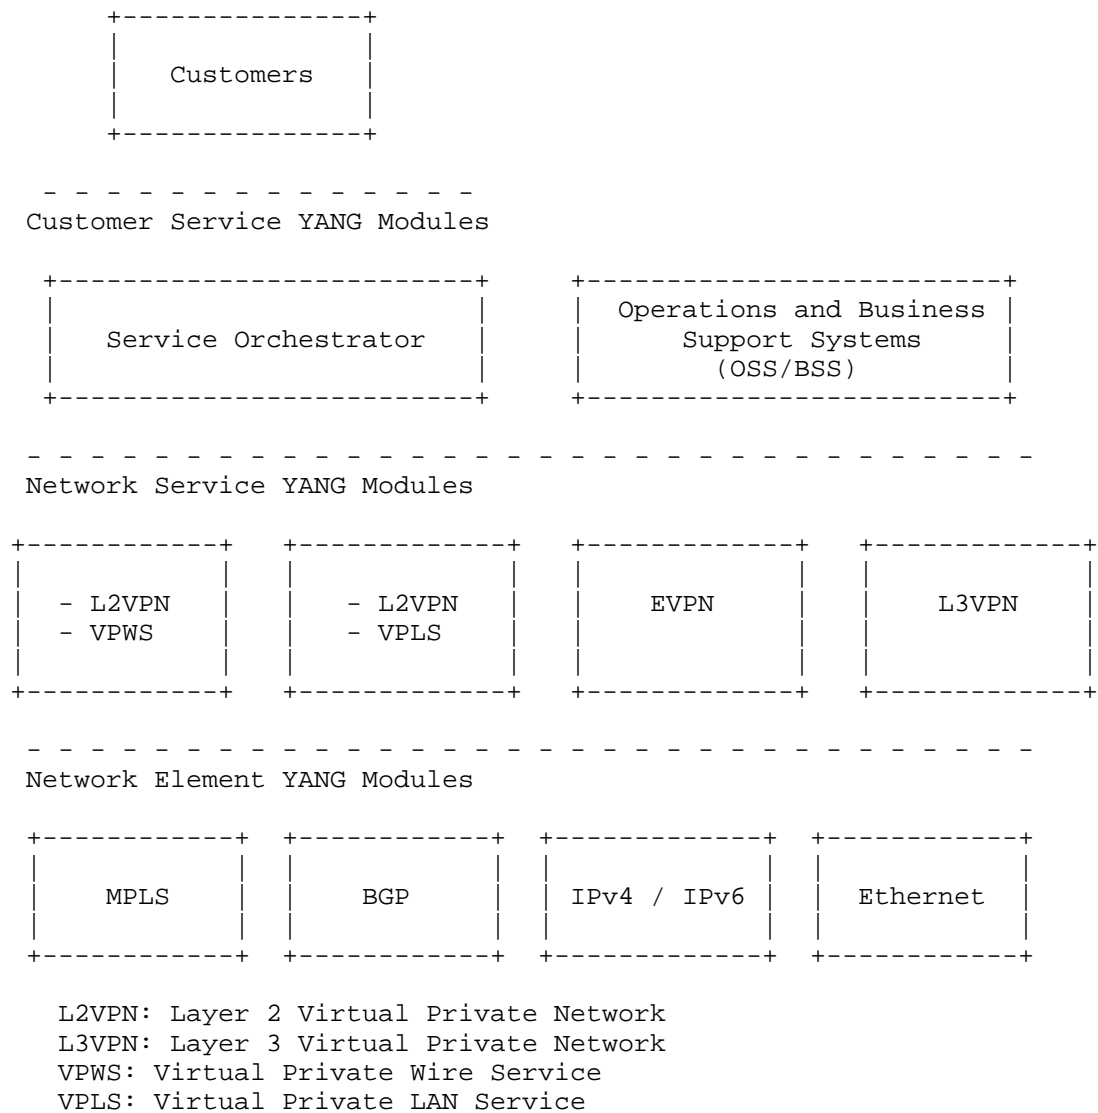 Customers
Customer Service YANG Modules
Service Orchestrator
Operations and Business
Support Systems
(OSS/BSS)
Network Service YANG Modules
- L2VPN
- VPWS
- L2VPN
- VPLS
EVPN
L3VPN
Network Element YANG Modules
MPLS
BGP
IPv4 / IPv6
Ethernet
L2VPN: Layer 2 Virtual Private Network
L3VPN: Layer 3 Virtual Private Network
VPWS: Virtual Private Wire Service
VPLS: Virtual Private LAN Service